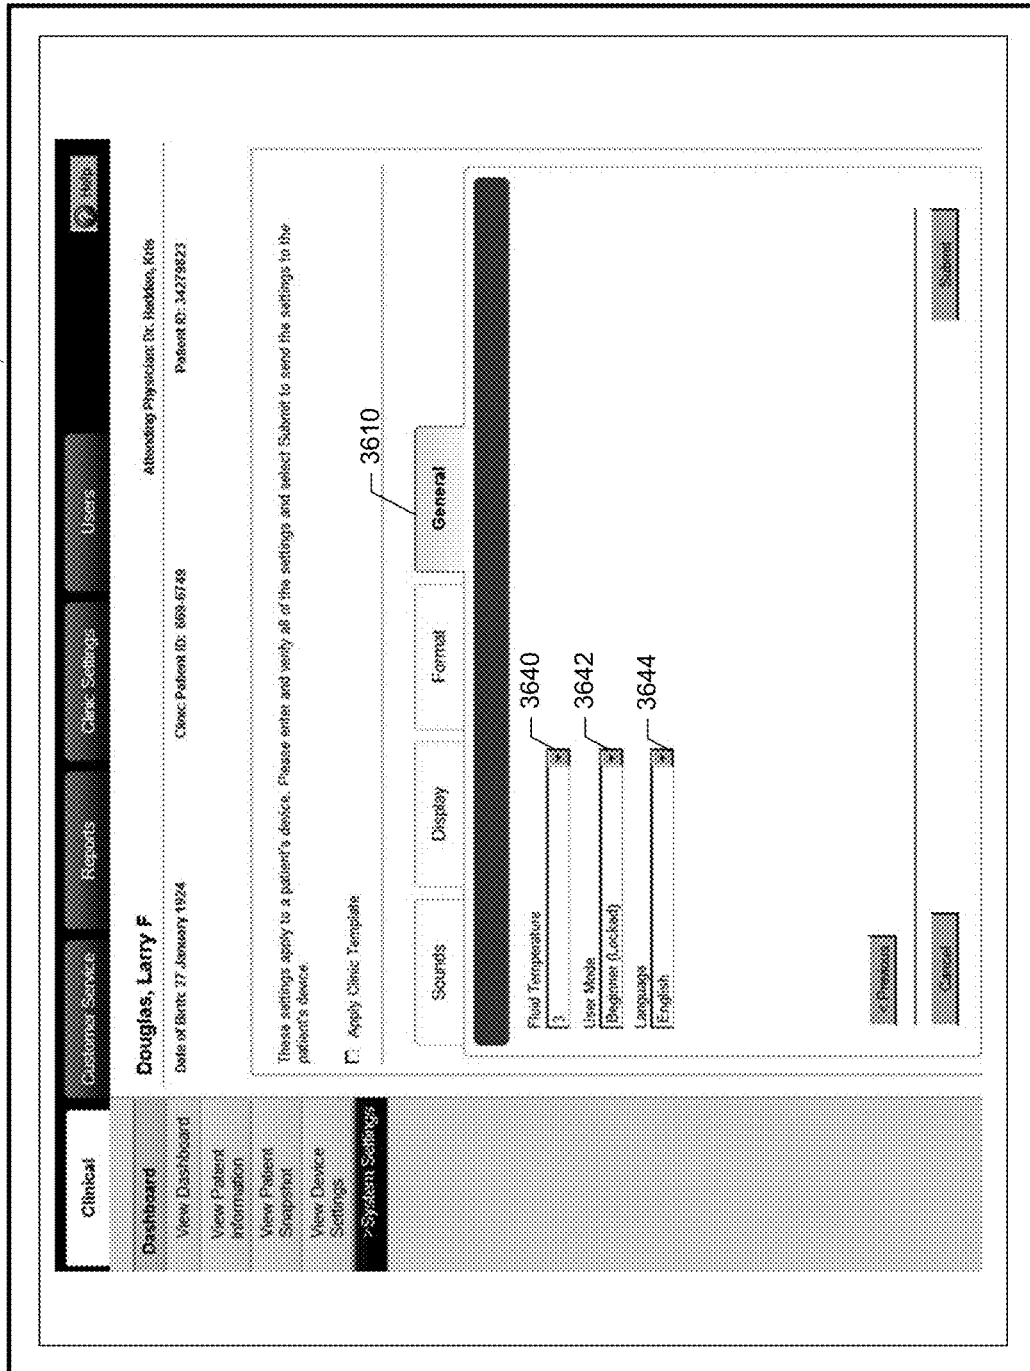 Clinical
Customer Service
Reports
Clinic Settings
Users
Dashboard
View Dashboard
View Patient
Information
View Patient
Snapshot
View Device
Settings
>System Settings
Douglas, Larry F
Attending Physician: Dr. Hadden, Kris
Date of Birth: 27 January 1924
Clinic Patient ID: 669-6749
Patient ID: 34279823
These settings apply to a patient's device. Please enter and verify all of the settings and select Submit to send the settings to the
patient's device.
Apply Clinic Template
3610
Sounds
Display
Format
General
Fluid Temperature
3
3640
User Mode
Beginner (Locked)
3642
Language
English
3644
< Previous
Cancel
Submit